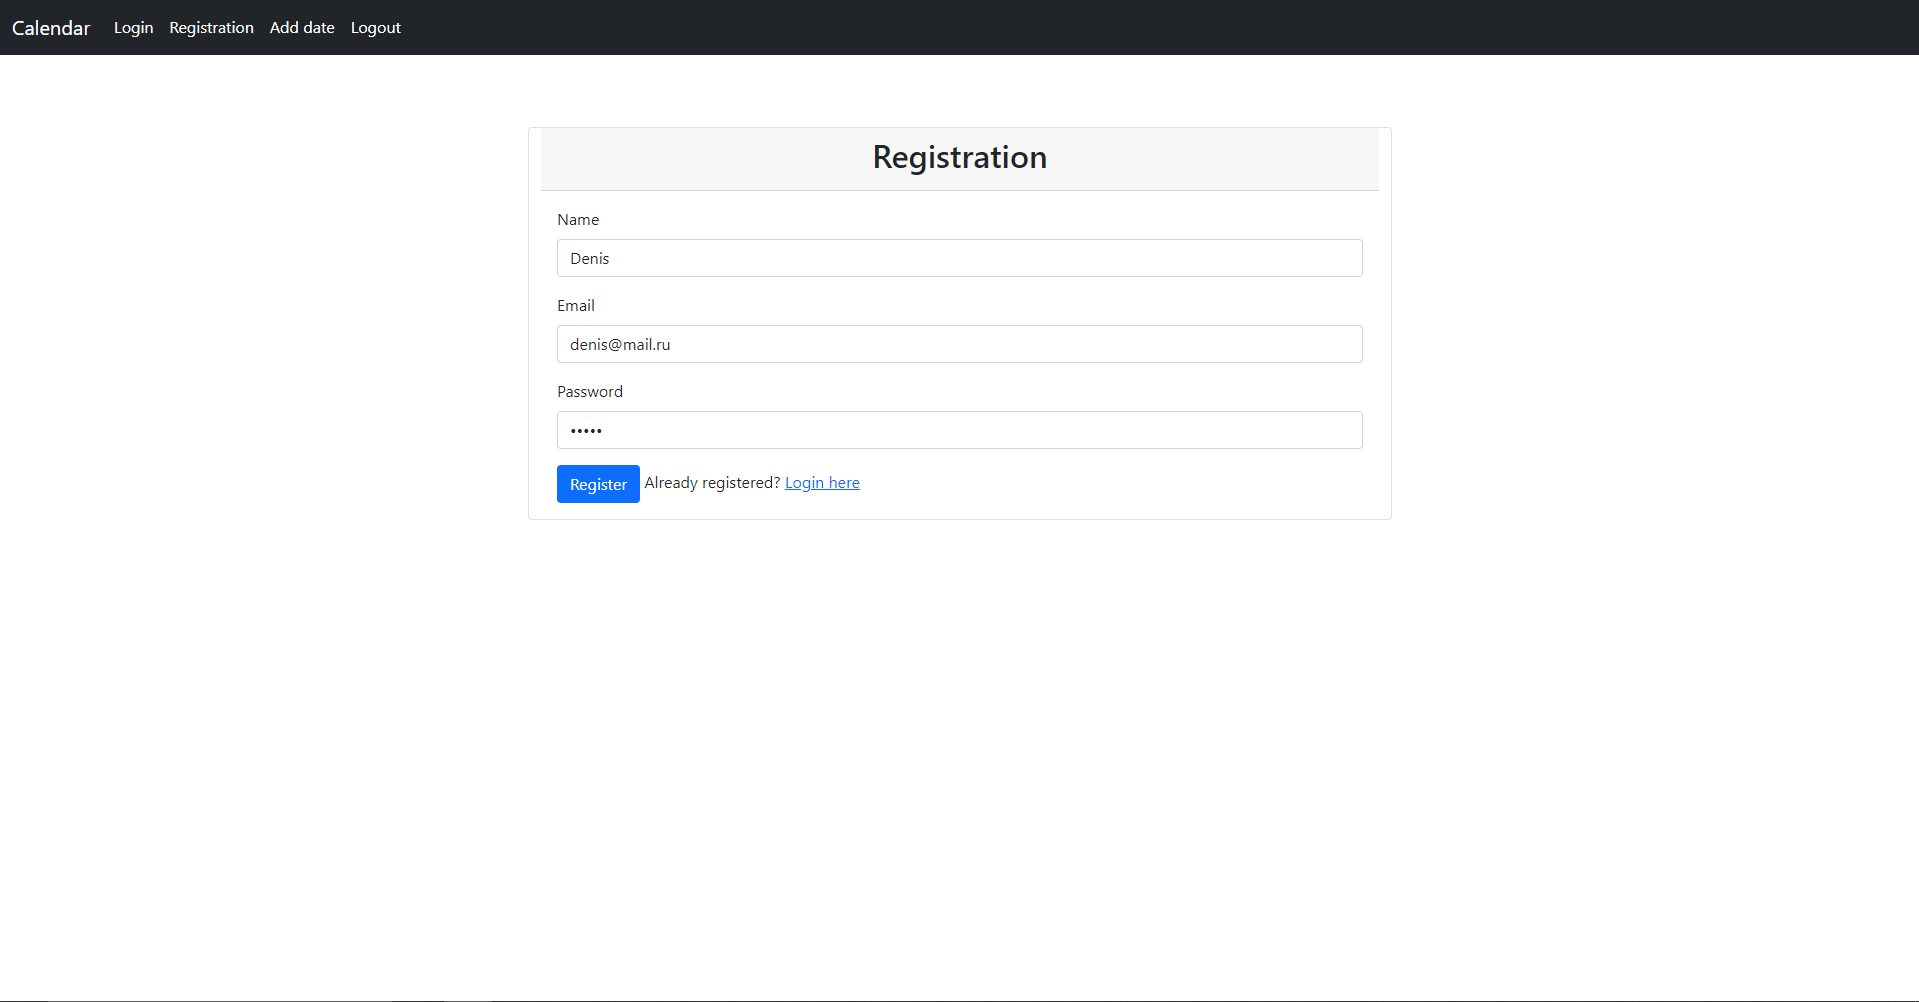 Calendar Login Registration Add date Logout
Registration
Name
Denis
Email
denis@mail.ru
Password
•••••
Register Already registered? Login here